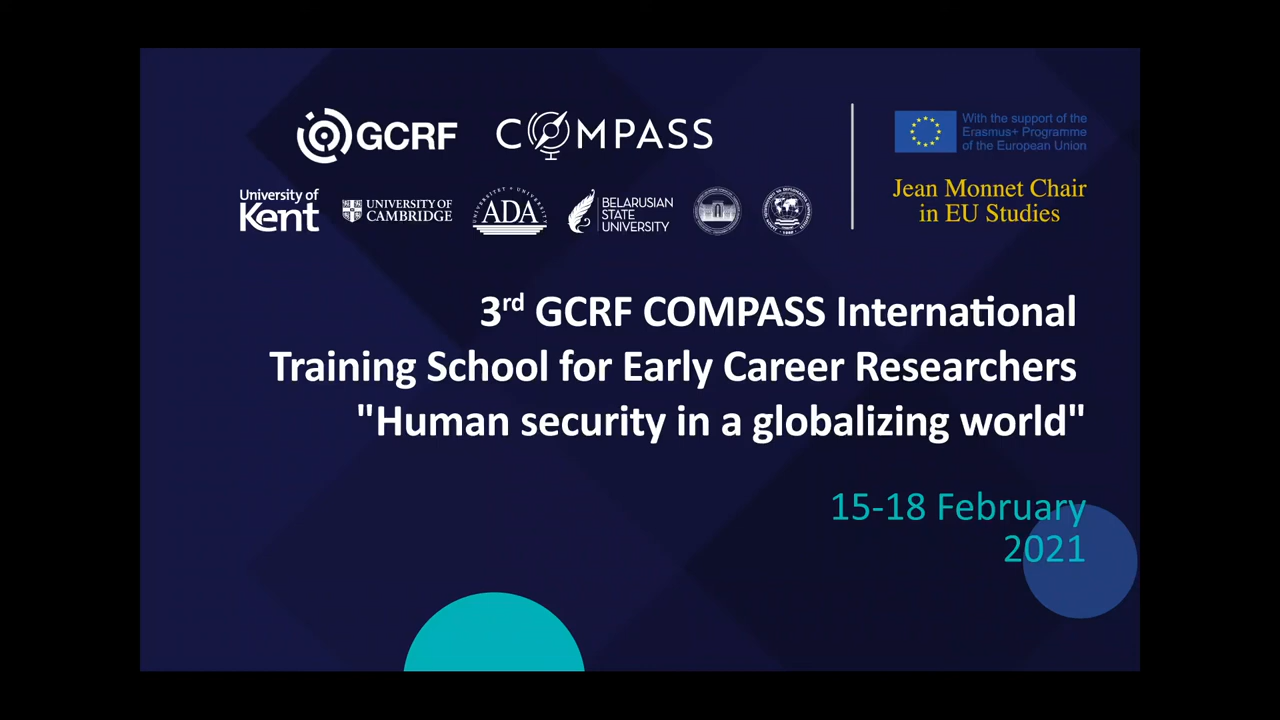 GCRF
COMPASS
With the support of the
Erasmus+ Programme
of the European Union
University of
Kent
UNIVERSITY OF
CAMBRIDGE
UNIVERSITET • UNIVERSITY
ADA
BELARUSIAN
STATE
UNIVERSITY
Jean Monnet Chair
in EU Studies
3rd GCRF COMPASS International
Training School for Early Career Researchers
"Human security in a globalizing world"
15-18 February
2021